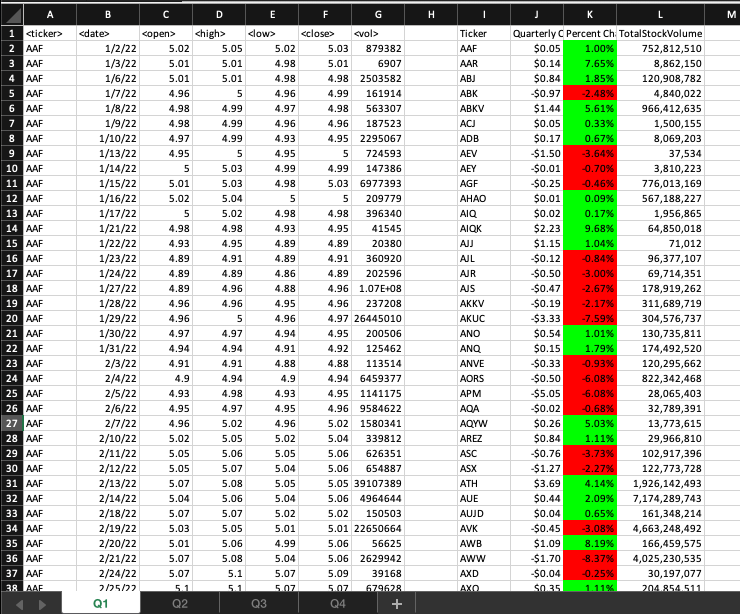 A B C D E F G H I J K L M
1 <ticker> <date> <open> <high> <low> <close> <vol> Ticker Quarterly C Percent Ch TotalStockVolume
2 AAF 1/2/22 5.02 5.05 5.02 5.03 879382 AAF $0.05 1.00% 752,812,510
3 AAF 1/3/22 5.01 5.01 4.98 5.01 6907 AAR $0.14 7.65% 8,862,150
4 AAF 1/6/22 5.01 5.01 4.98 4.98 2503582 ABJ $0.84 1.85% 120,908,782
5 AAF 1/7/22 4.96 5 4.96 4.99 161914 ABK -$0.97 -2.48% 4,840,022
6 AAF 1/8/22 4.98 4.99 4.97 4.98 563307 ABKV $1.44 5.61% 966,412,635
7 AAF 1/9/22 4.98 4.99 4.96 4.96 187523 ACJ $0.05 0.33% 1,500,155
8 AAF 1/10/22 4.97 4.99 4.93 4.95 2295067 ADB $0.17 0.67% 8,069,203
9 AAF 1/13/22 4.95 5 4.95 5 724593 AEV -$1.50 -3.64% 37,534
10 AAF 1/14/22 5 5.03 4.99 4.99 147386 AEY -$0.01 -0.70% 3,810,223
11 AAF 1/15/22 5.01 5.03 4.98 5.03 6977393 AGF -$0.25 -0.46% 776,013,169
12 AAF 1/16/22 5.02 5.04 5 5 209779 AHAO $0.01 0.09% 567,188,227
13 AAF 1/17/22 5 5.02 4.98 4.98 396340 AIQ $0.02 0.17% 1,956,865
14 AAF 1/21/22 4.98 4.98 4.93 4.95 41545 AIQK $2.23 9.68% 64,850,018
15 AAF 1/22/22 4.93 4.95 4.89 4.89 20380 AJJ $1.15 1.04% 71,012
16 AAF 1/23/22 4.89 4.91 4.89 4.91 360920 AJL -$0.12 -0.84% 96,377,107
17 AAF 1/24/22 4.89 4.89 4.86 4.89 202596 AJR -$0.50 -3.00% 69,714,351
18 AAF 1/27/22 4.89 4.96 4.88 4.96 1.07E+08 AJS -$0.47 -2.67% 178,919,262
19 AAF 1/28/22 4.96 4.96 4.95 4.96 237208 AKKV -$0.19 -2.17% 311,689,719
20 AAF 1/29/22 4.96 5 4.96 4.97 26445010 AKUC -$3.33 -7.59% 304,576,737
21 AAF 1/30/22 4.97 4.97 4.94 4.95 200506 ANO $0.54 1.01% 130,735,811
22 AAF 1/31/22 4.94 4.94 4.91 4.92 125462 ANQ $0.15 1.79% 174,492,520
23 AAF 2/3/22 4.91 4.91 4.88 4.88 113514 ANVE -$0.33 -0.93% 120,295,662
24 AAF 2/4/22 4.9 4.94 4.9 4.94 6459377 AORS -$0.50 -6.08% 822,342,468
25 AAF 2/5/22 4.93 4.98 4.93 4.95 1141175 APM -$5.05 -6.08% 28,065,403
26 AAF 2/6/22 4.95 4.97 4.95 4.96 9584622 AQA -$0.02 -0.68% 32,789,391
27 AAF 2/7/22 4.96 5.02 4.96 5.02 1580341 AQYW $0.26 5.03% 13,773,615
28 AAF 2/10/22 5.02 5.05 5.02 5.04 339812 AREZ $0.84 1.11% 29,966,810
29 AAF 2/11/22 5.05 5.06 5.05 5.06 626351 ASC -$0.76 -3.73% 102,917,396
30 AAF 2/12/22 5.05 5.07 5.04 5.06 654887 ASX -$1.27 -2.27% 122,773,728
31 AAF 2/13/22 5.07 5.08 5.05 5.05 39107389 ATH $3.69 4.14% 1,926,142,493
32 AAF 2/14/22 5.04 5.06 5.04 5.06 4964644 AUE $0.44 2.09% 7,174,289,743
33 AAF 2/18/22 5.07 5.07 5.02 5.02 150503 AUJD $0.04 0.65% 161,348,214
34 AAF 2/19/22 5.03 5.05 5.01 5.01 22650664 AVK -$0.45 -3.08% 4,663,248,492
35 AAF 2/20/22 5.01 5.06 4.99 5.06 56625 AWB $1.09 8.19% 166,459,575
36 AAF 2/21/22 5.07 5.08 5.04 5.06 2629942 AWW -$1.70 -8.37% 4,025,230,535
37 AAF 2/24/22 5.07 5.1 5.07 5.09 39168 AXD -$0.04 -0.25% 30,197,077
38 AAF 2/25/22 5.1 5.1 5.07 5.07 679628 AXO $0.35 1.11% 204,854,511
Q1 Q2 Q3 Q4 +